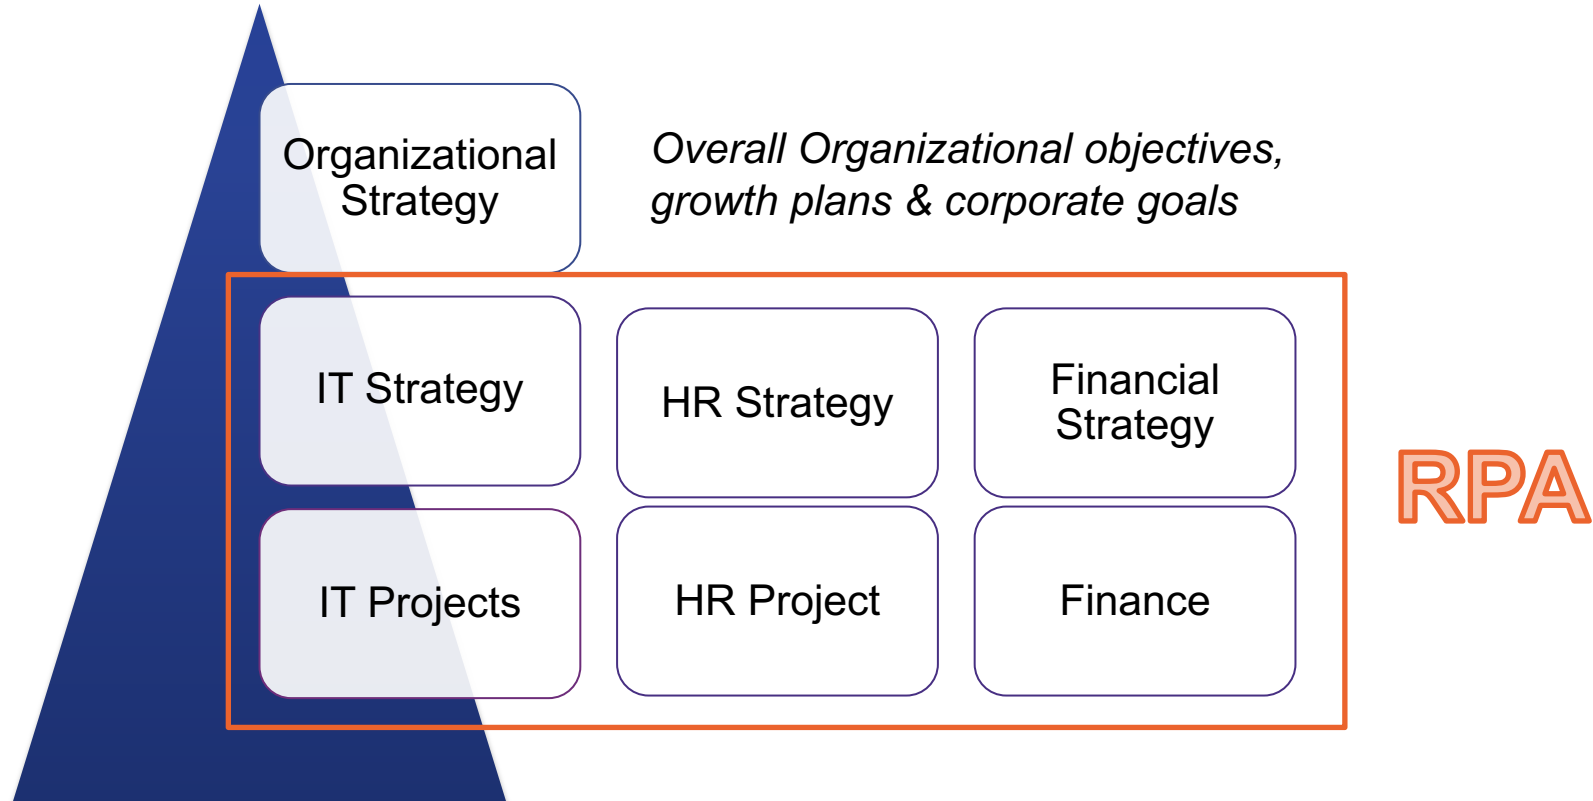 Organizational
Strategy
Overall Organizational objectives,
growth plans & corporate goals
IT Strategy
HR Strategy
Financial
Strategy
RPA
IT Projects
HR Project
Finance